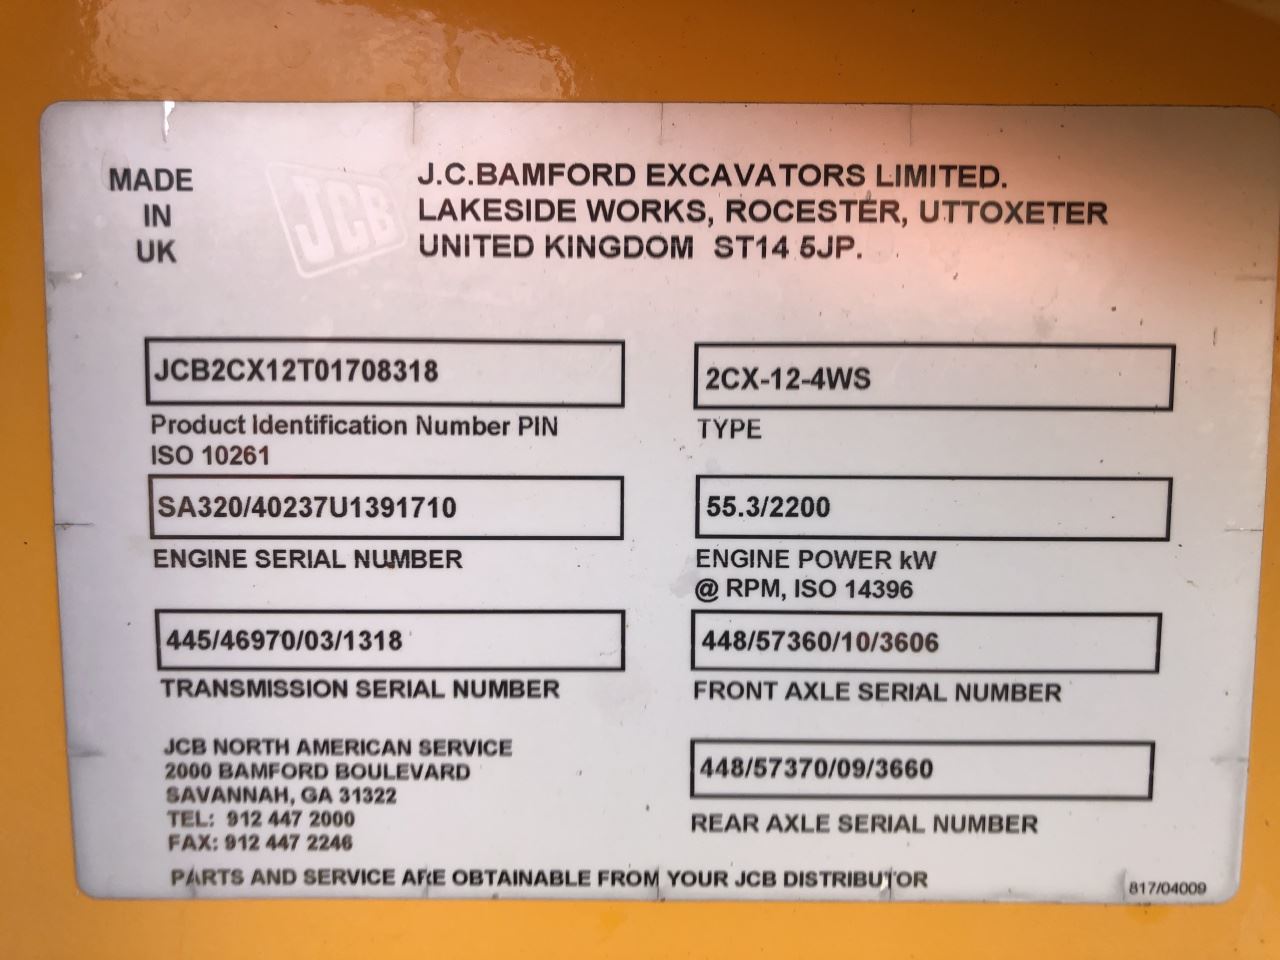 MADE
IN
UK
JCB
J.C.BAMFORD EXCAVATORS LIMITED.
LAKESIDE WORKS, ROCESTER, UTTOXETER
UNITED KINGDOM ST14 5JP.
JCB2CX12T01708318
Product Identification Number PIN
ISO 10261
2CX-12-4WS
TYPE
SA320/40237U1391710
ENGINE SERIAL NUMBER
55.3/2200
ENGINE POWER kW
@ RPM, ISO 14396
445/46970/03/1318
TRANSMISSION SERIAL NUMBER
448/57360/10/3606
FRONT AXLE SERIAL NUMBER
JCB NORTH AMERICAN SERVICE
2000 BAMFORD BOULEVARD
SAVANNAH, GA 31322
TEL: 912 447 2000
FAX: 912 447 2246
448/57370/09/3660
REAR AXLE SERIAL NUMBER
PARTS AND SERVICE ARE OBTAINABLE FROM YOUR JCB DISTRIBUTOR
817/04009